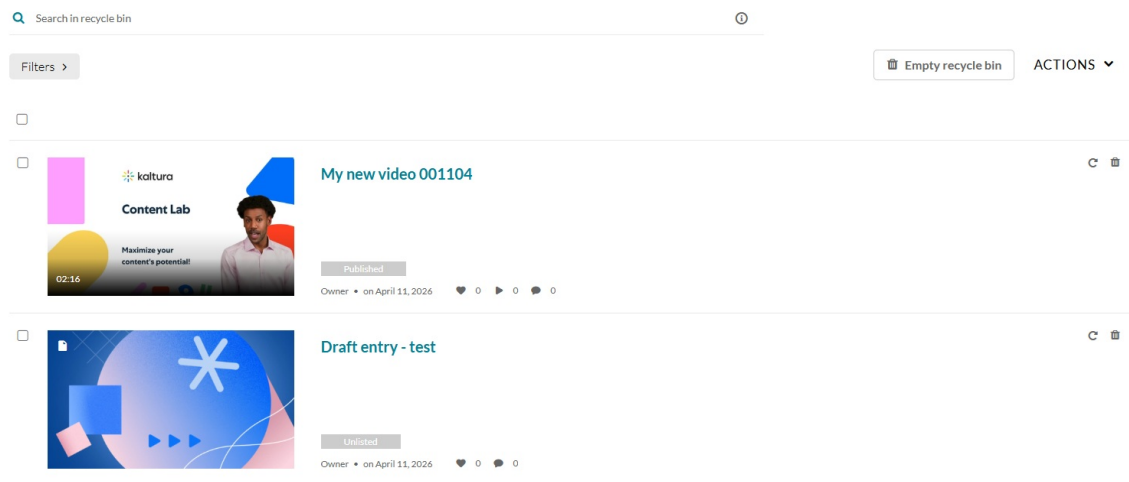 Search in recycle bin
Filters >
Empty recycle bin
ACTIONS
kaltura
Content Lab
Maximize your
content's potential!
02:16
My new video 001104
Published
Owner • on April 11, 2026 0 0 0
Draft entry - test
Unlisted
Owner • on April 11, 2026 0 0